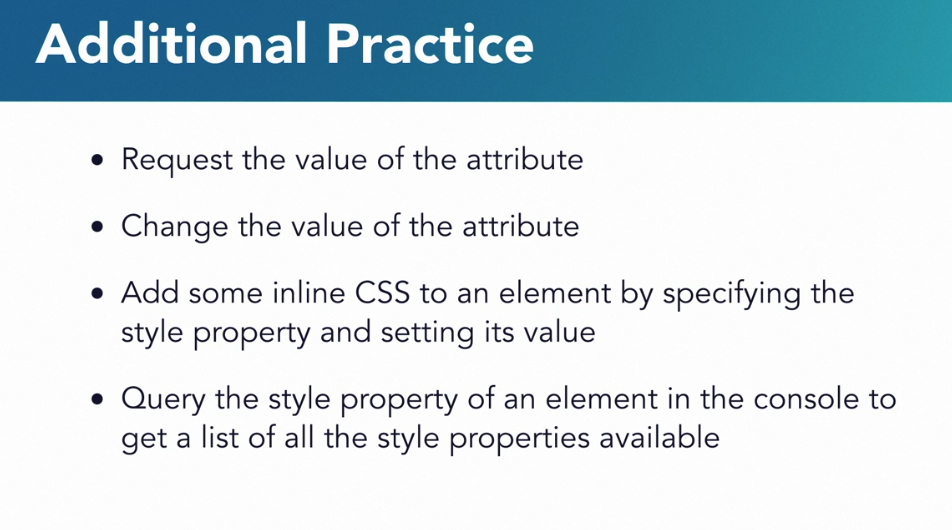 Additional Practice
• Request the value of the attribute
• Change the value of the attribute
• Add some inline CSS to an element by specifying the
style property and setting its value
• Query the style property of an element in the console to
get a list of all the style properties available